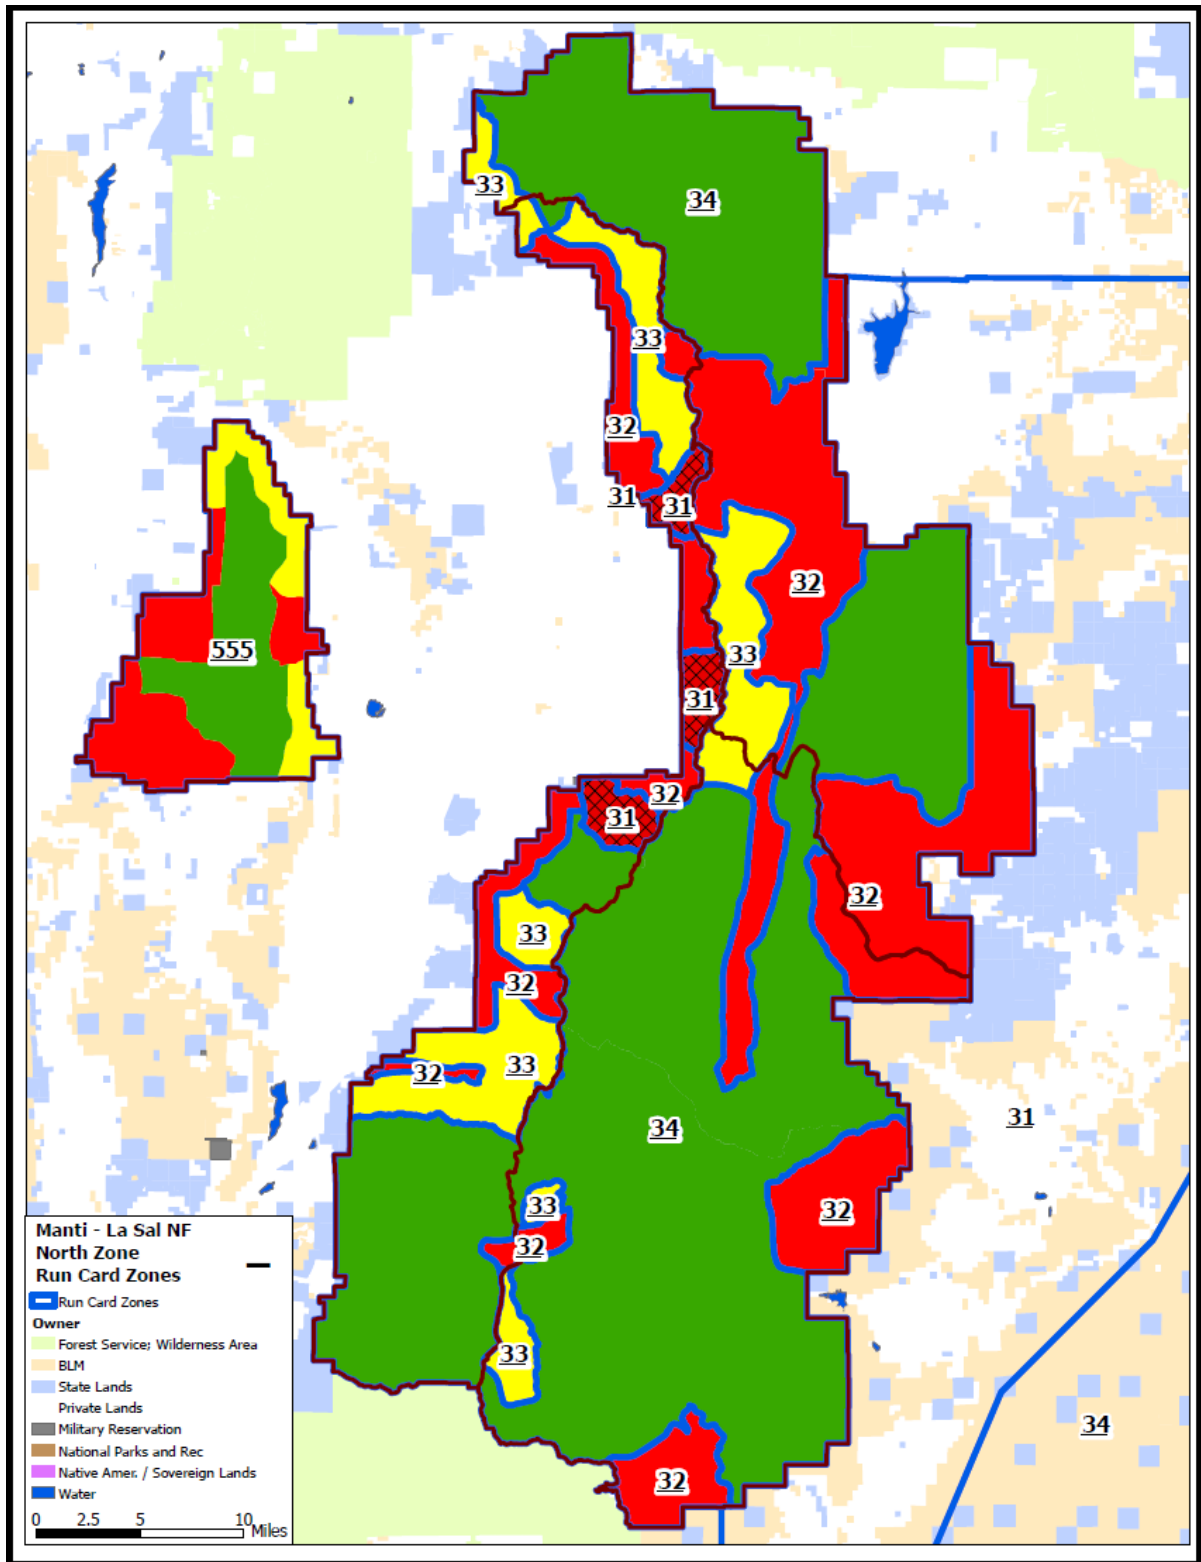 33
34
33
32
31
31
32
33
555
31
32
31
32
33
32
33
32
31
34
33
32
32
33
34
32
Manti - La Sal NF
North Zone
Run Card Zones
Run Card Zones
Owner
Forest Service; Wilderness Area
BLM
State Lands
Private Lands
Military Reservation
National Parks and Rec
Native Amer. / Sovereign Lands
Water
0 2.5 5 10 Miles